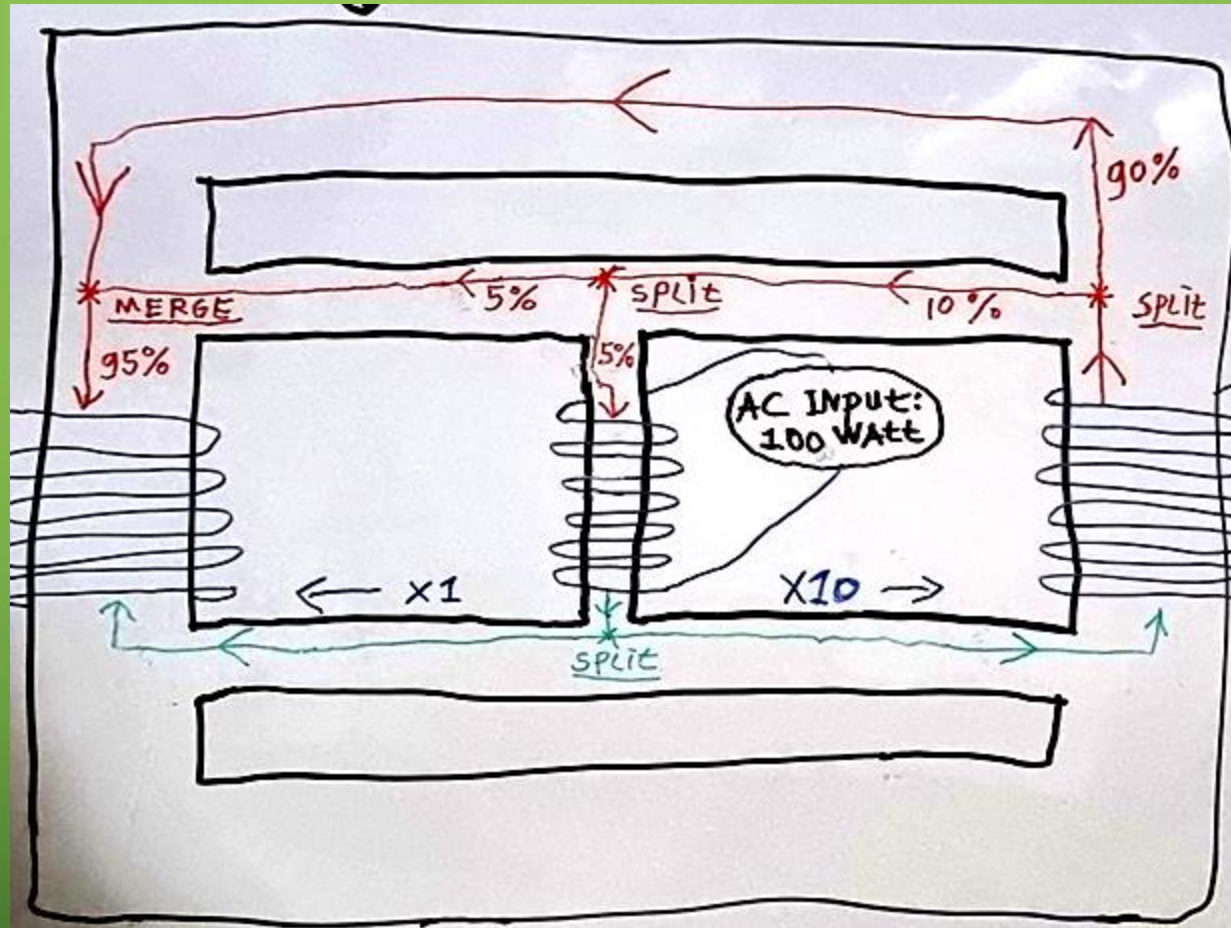 90%
MERGE
5%
SPLit
10%
SPLit
95%
5%
AC INPUt:
100 WAtt
← X1
X10 →
SPLit